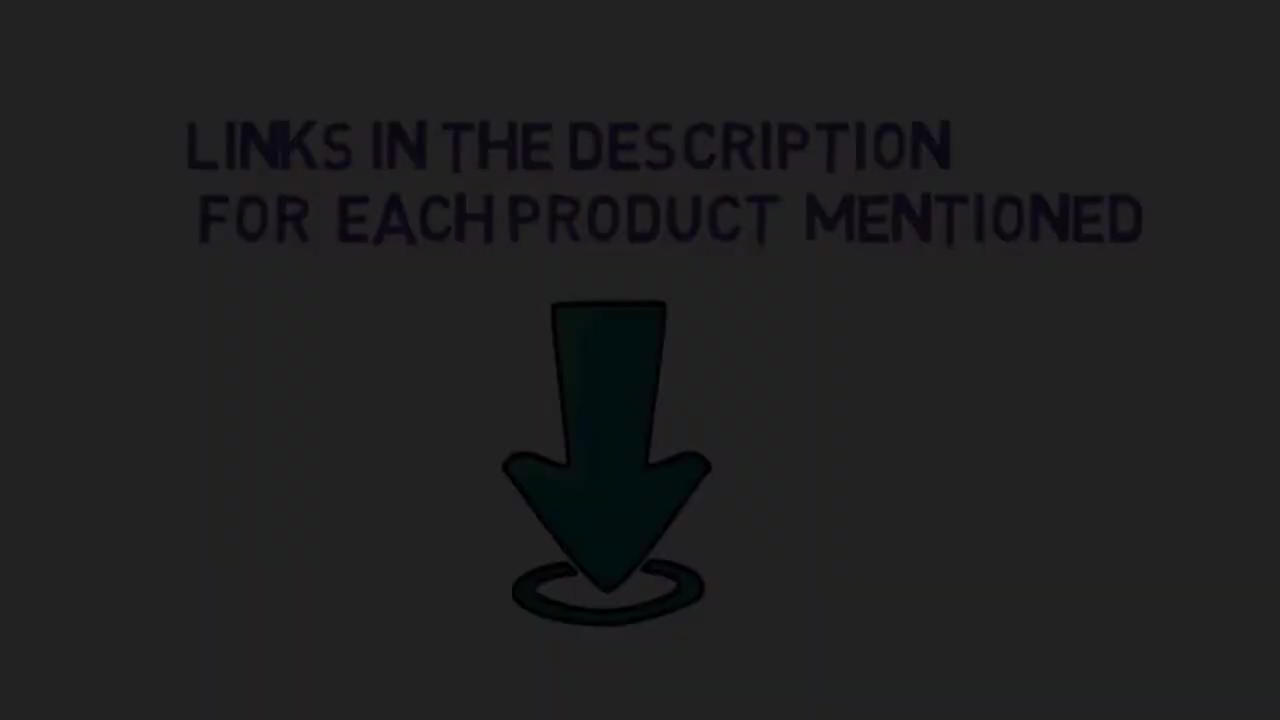 LINKS IN THE DESCRIPTION
FOR EACH PRODUCT MENTIONED